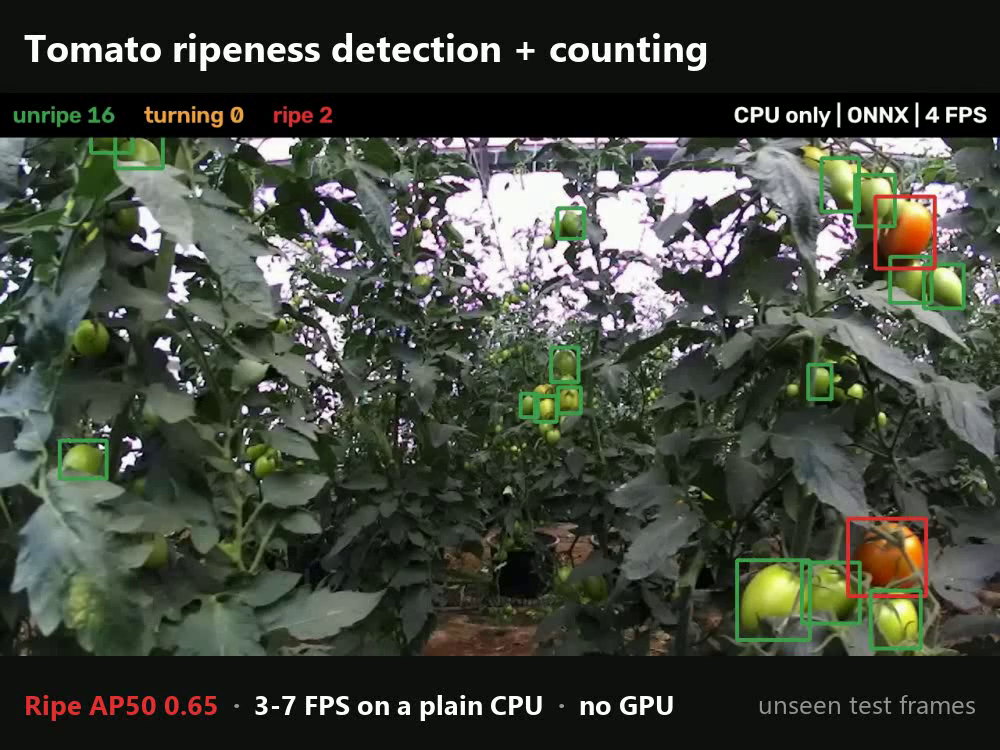 Tomato ripeness detection + counting
unripe 16 turning 0 ripe 2 CPU only | ONNX | 4 FPS
Ripe AP50 0.65 · 3-7 FPS on a plain CPU · no GPU unseen test frames